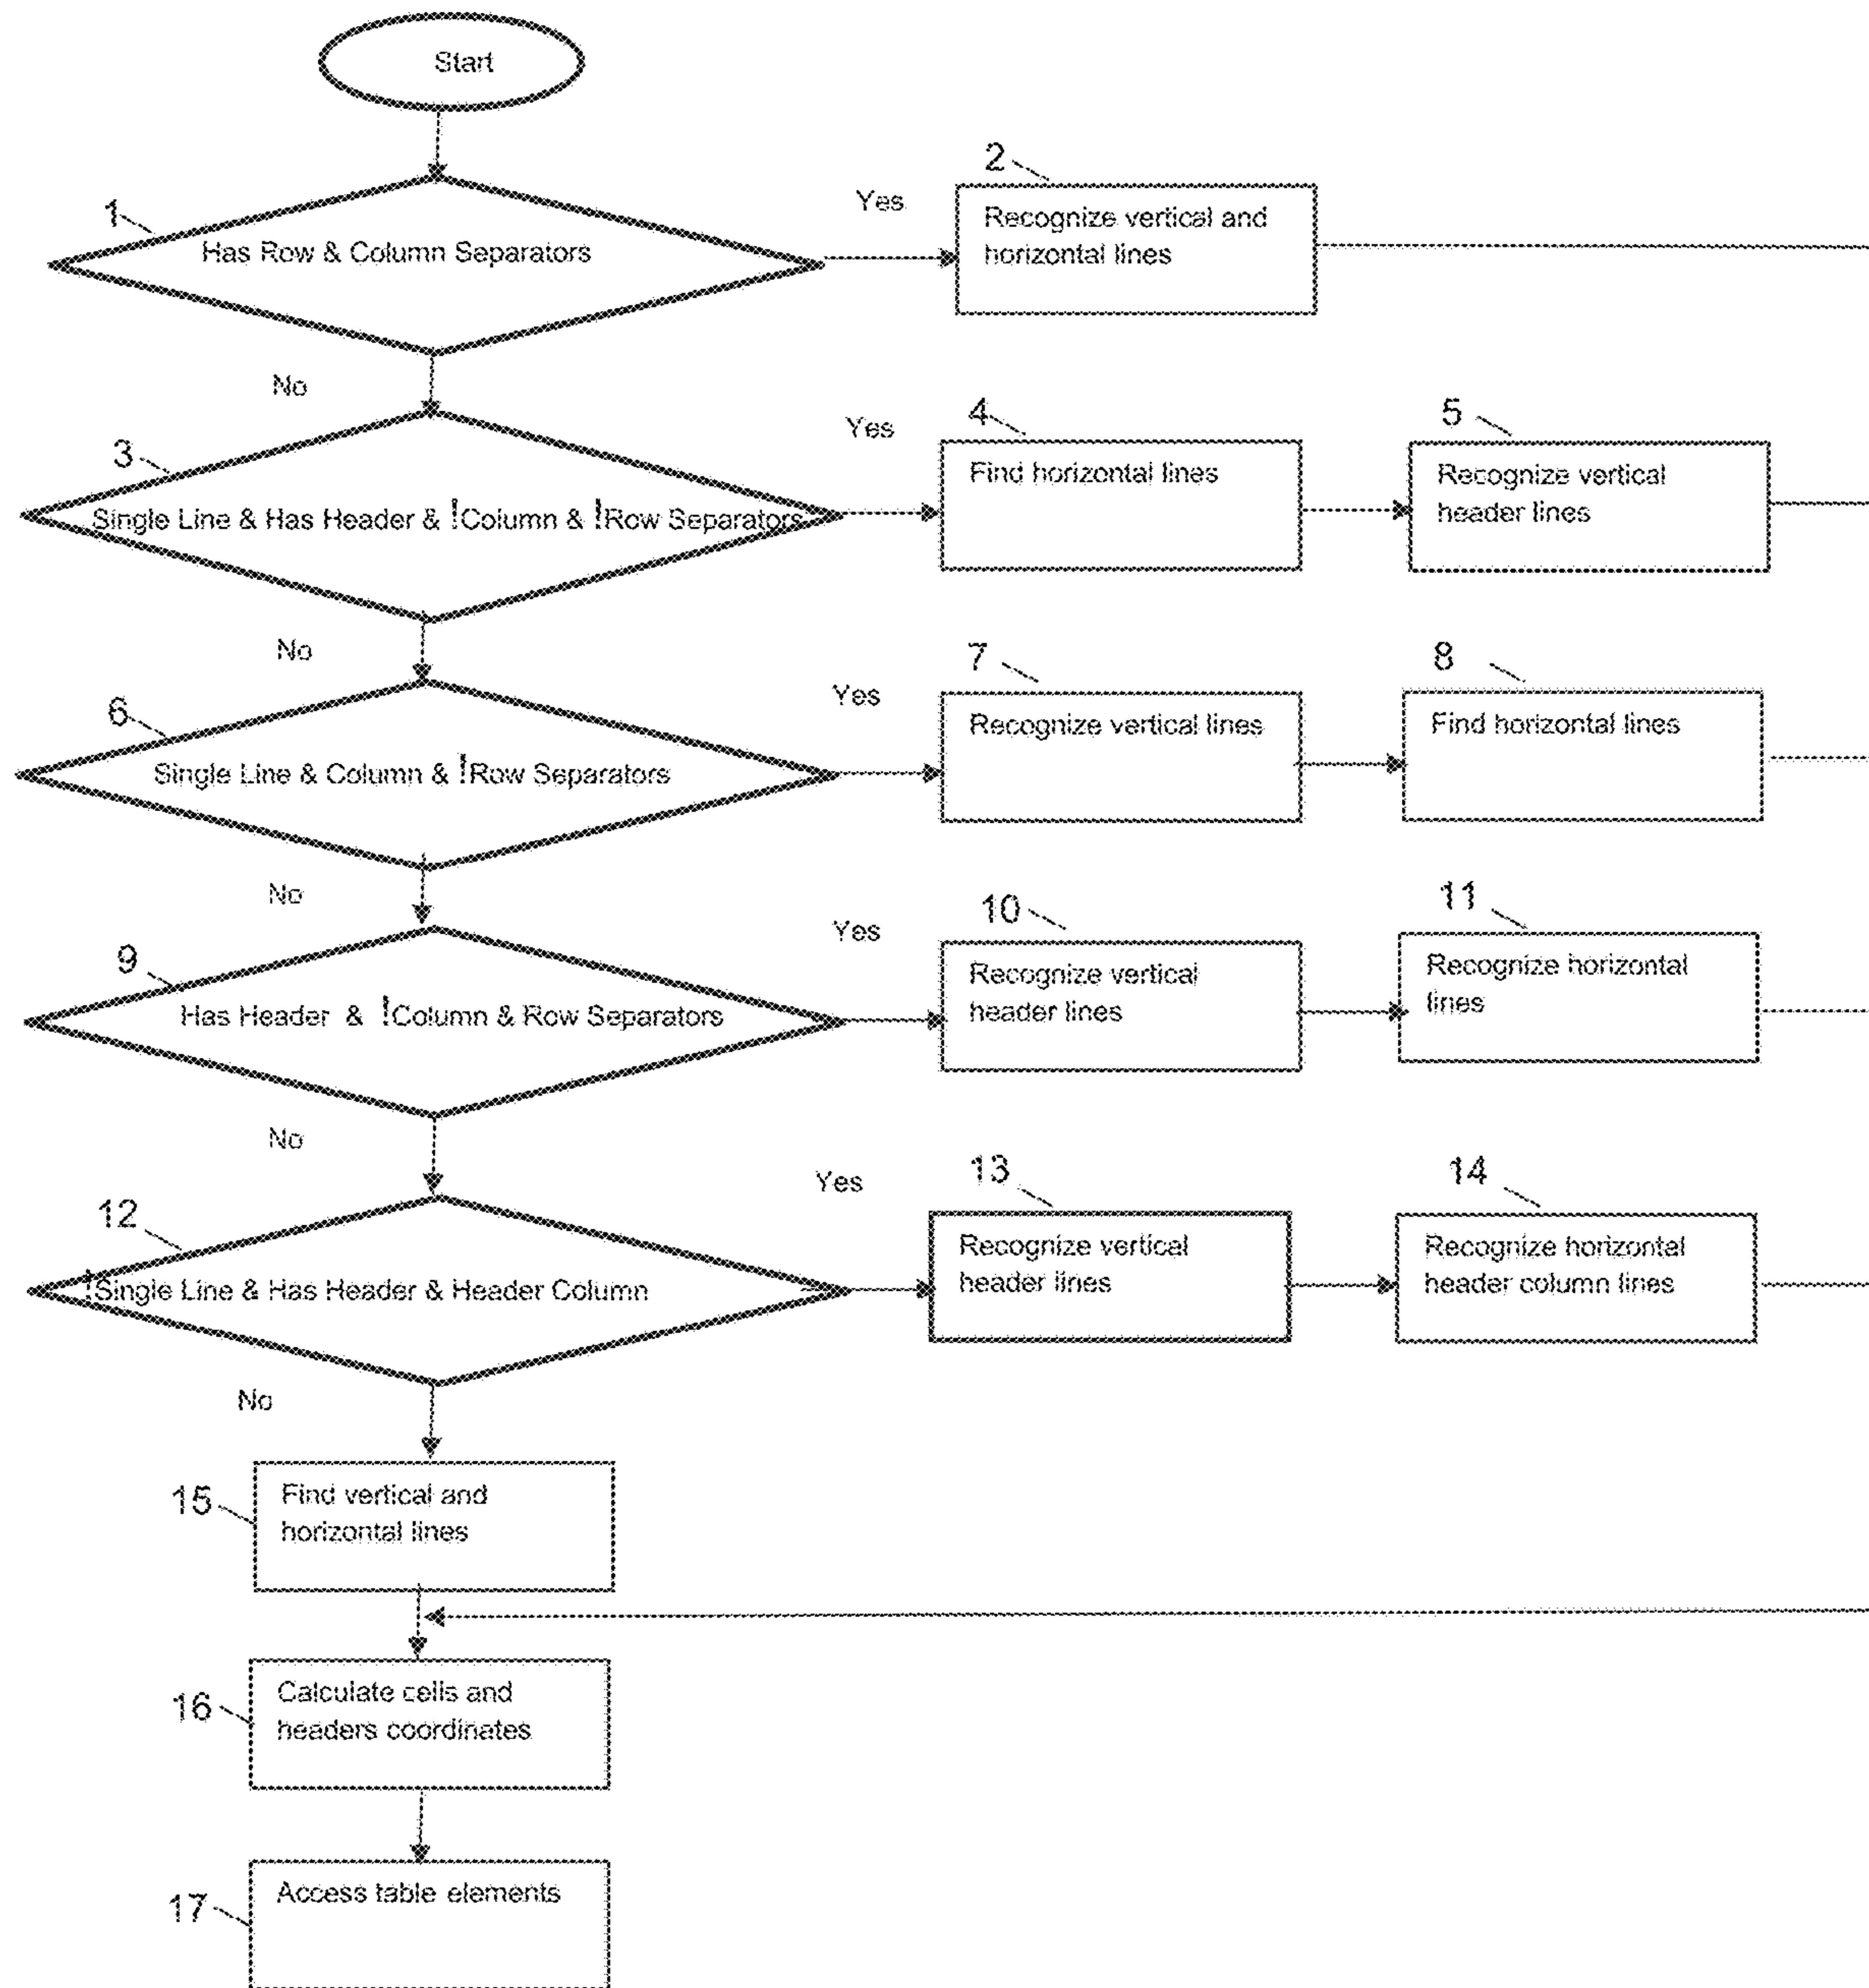 Start
1
Has Row & Column Separators
Yes
2
Recognize vertical and
horizontal lines
No
3
Single Line & Has Header & !Column & !Row Separators
Yes
4
Find horizontal lines
5
Recognize vertical
header lines
No
6
Single Line & Column & !Row Separators
Yes
7
Recognize vertical lines
8
Find horizontal lines
No
9
Has Header & !Column & Row Separators
Yes
10
Recognize vertical
header lines
11
Recognize horizontal
lines
No
12
!Single Line & Has Header & Header Column
Yes
13
Recognize vertical
header lines
14
Recognize horizontal
header column lines
No
15
Find vertical and
horizontal lines
16
Calculate cells and
headers coordinates
17
Access table elements